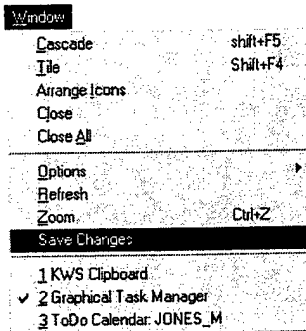 Window
Cascade shift+F5
Tile Shift+F4
Arrange Icons
Close
Close All
Options
Refresh
Zoom Ctrl+Z
Save Changes
1 KWS Clipboard
✓ 2 Graphical Task Manager
3 ToDo Calendar: JONES_M